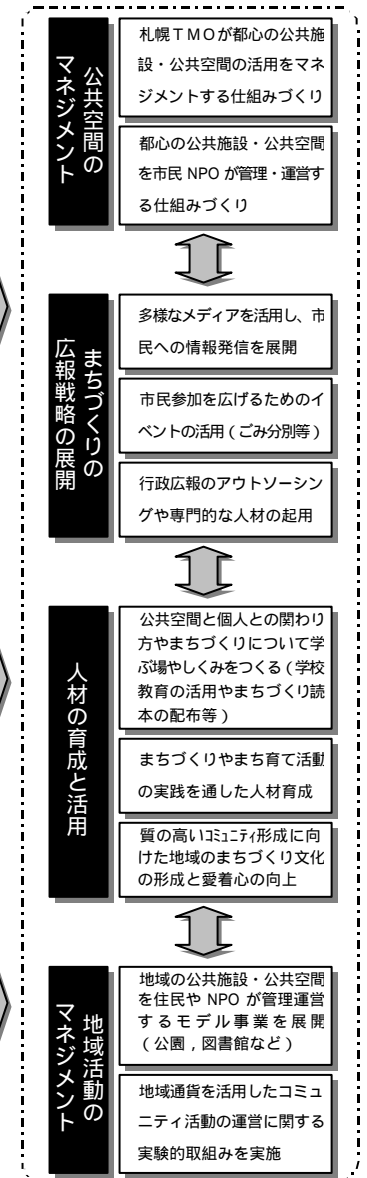 公共空間の
マネジメント
札幌ＴＭＯが都心の公共施
設・公共空間の活用をマネ
ジメントする仕組みづくり
都心の公共施設・公共空間
を市民 NPO が管理・運営す
る仕組みづくり
まちづくりの
広報戦略の展開
多様なメディアを活用し、市
民への情報発信を展開
市民参加を広げるためのイ
ベントの活用（ごみ分別等）
行政広報のアウトソーシン
グや専門的な人材の起用
人材の育成と活用
公共空間と個人との関わり
方やまちづくりについて学
ぶ場やしくみをつくる（学校
教育の活用やまちづくり読
本の配布等）
まちづくりやまち育て活動
の実践を通した人材育成
質の高いｺﾐｭﾆﾃｨ形成に向
けた地域のまちづくり文化
の形成と愛着心の向上
地域活動の
マネジメント
地域の公共施設・公共空間
を住民や NPO が管理運営
するモデル事業を展開
（公園，図書館など）
地域通貨を活用したコミュ
ニティ活動の運営に関する
実験的取組みを実施